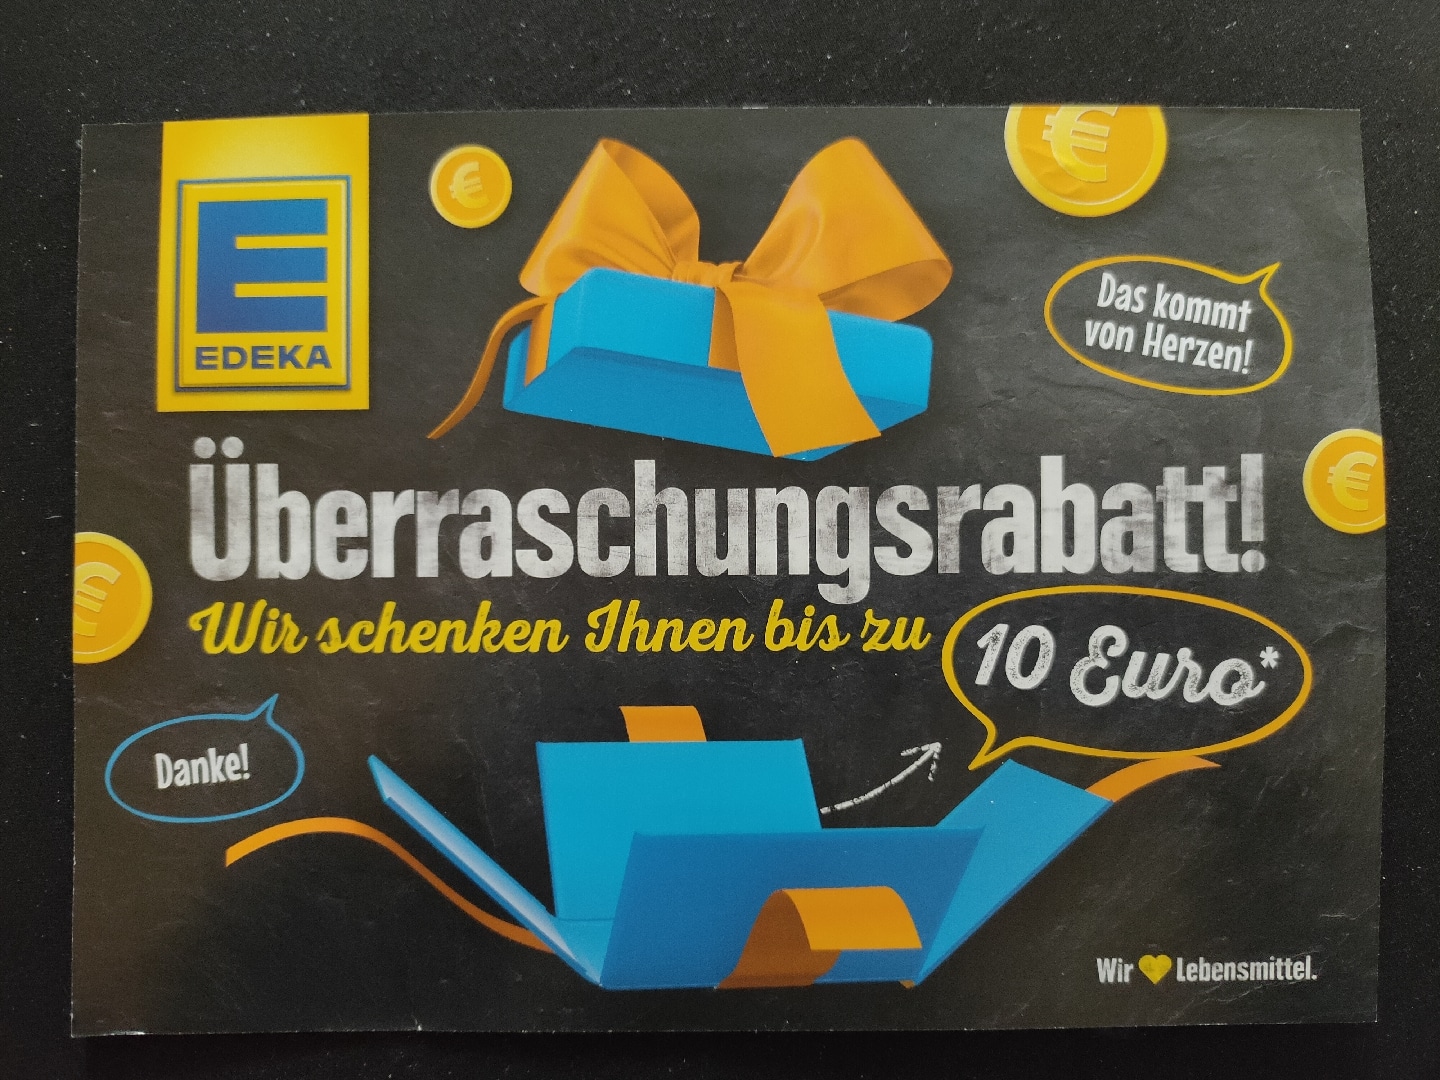 E
EDEKA
€
€
Das kommt
von Herzen!
€
Überraschungsrabatt!
€
Wir schenken Ihnen bis zu
10 Euro*
Danke!
Wir Lebensmittel.